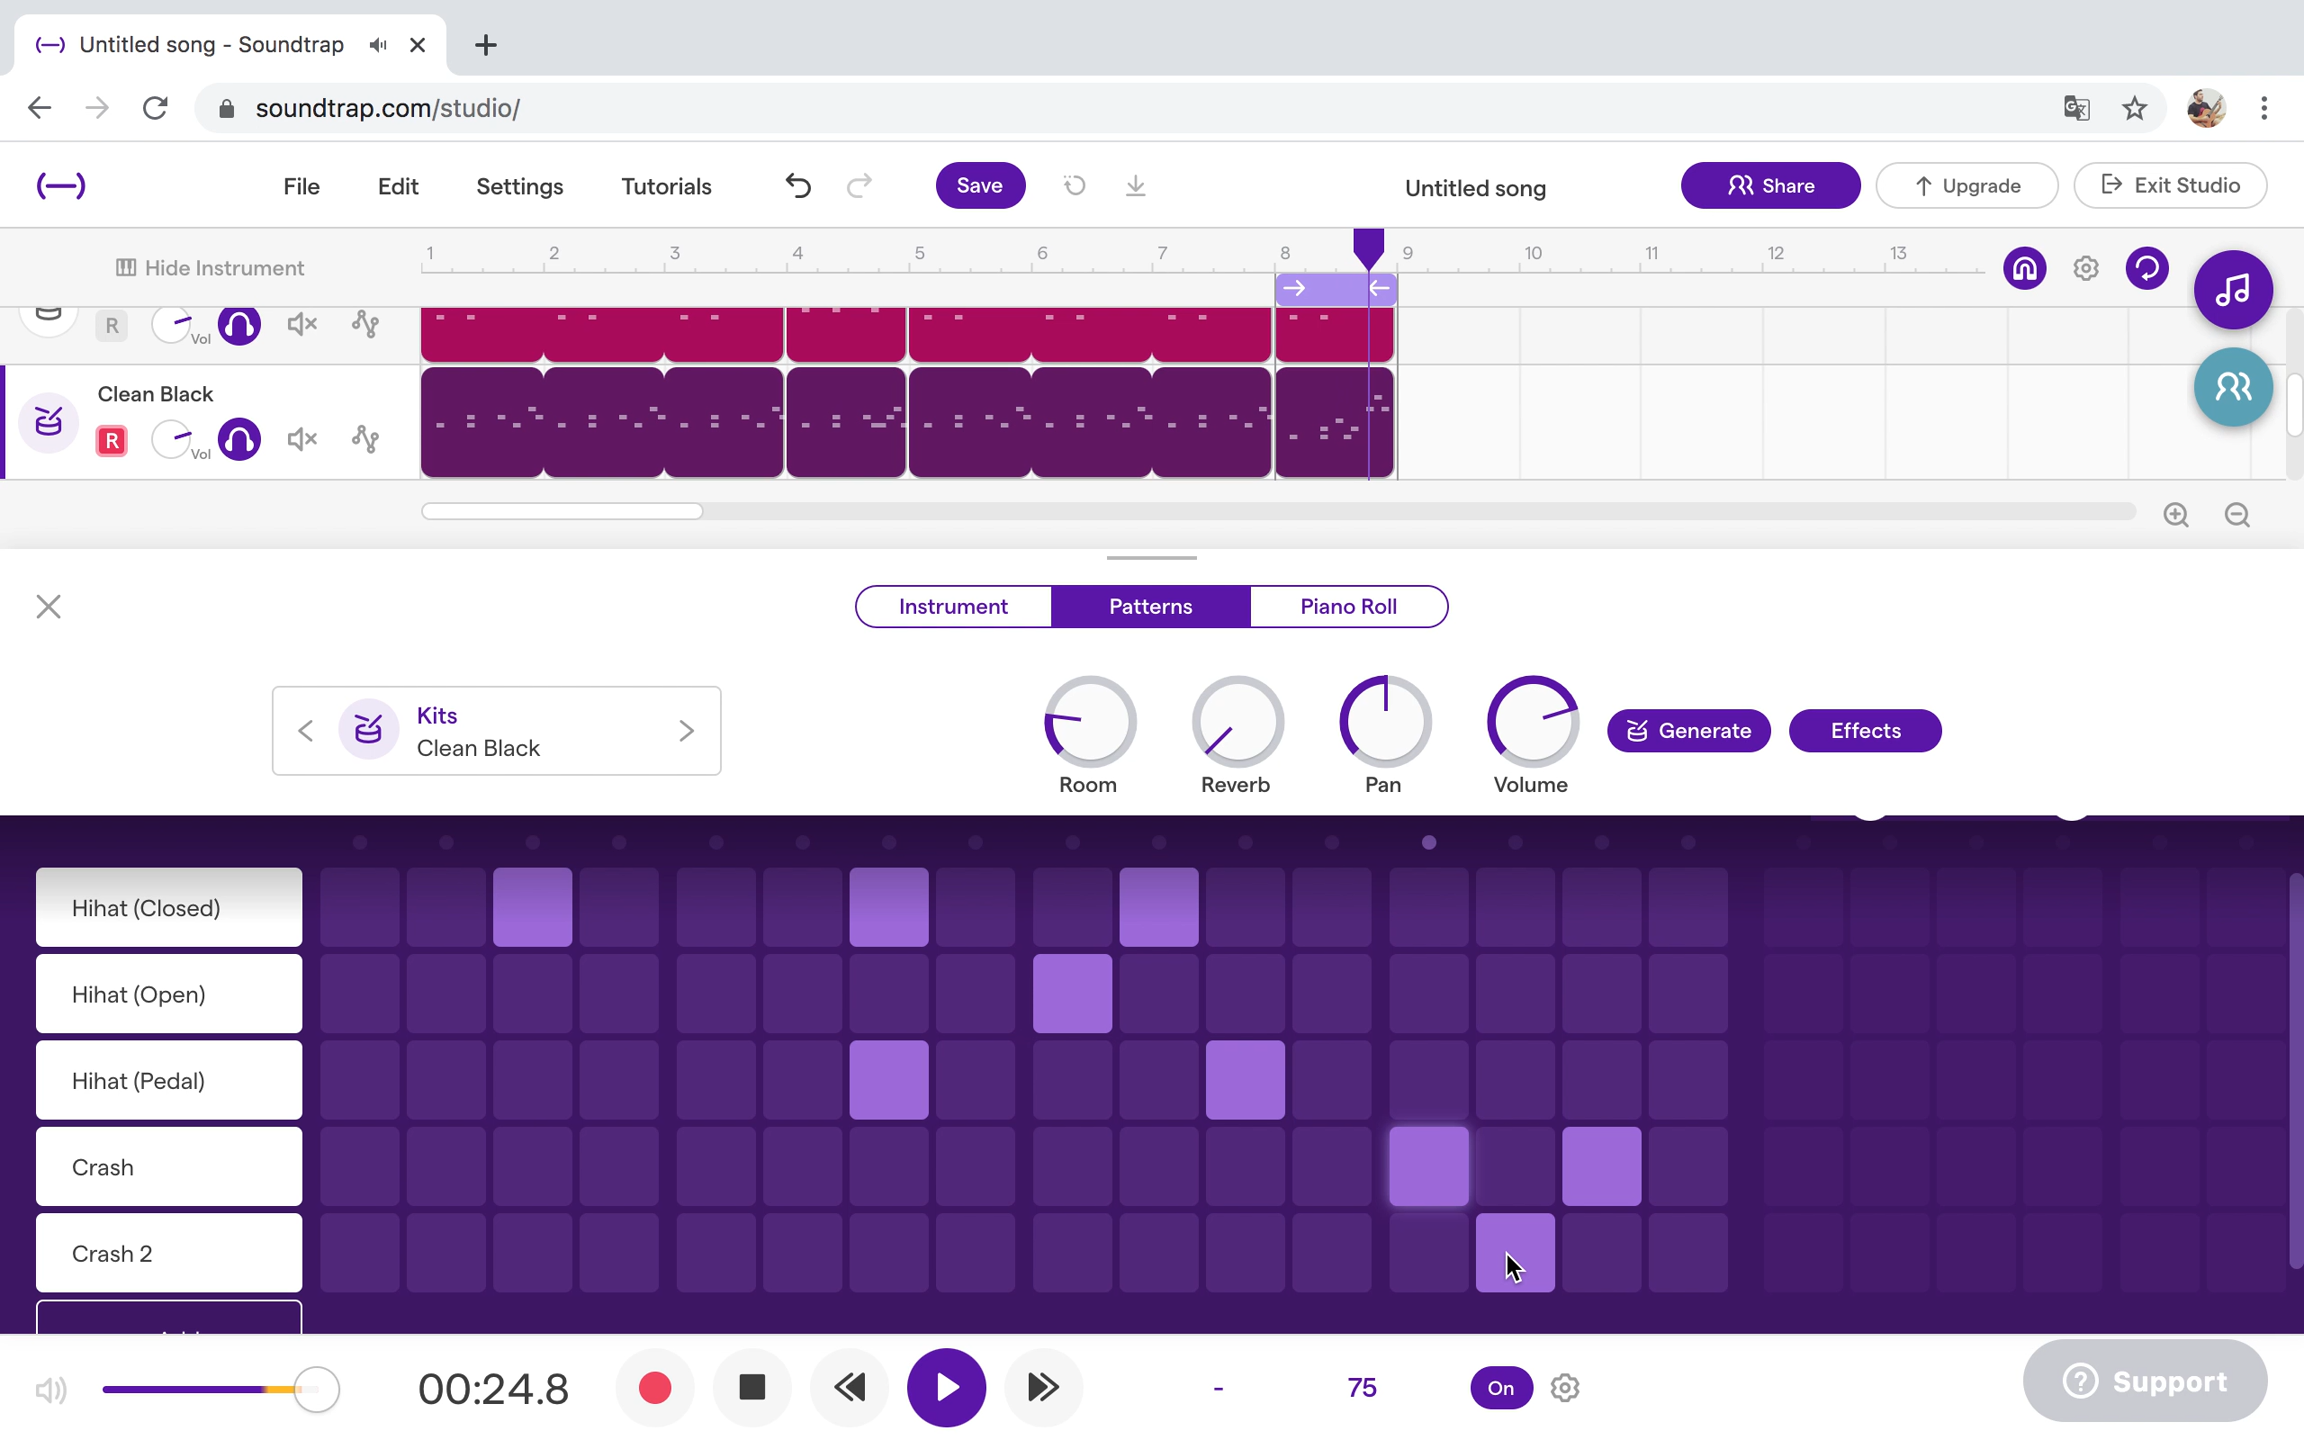 Untitled song - Soundtrap
soundtrap.com/studio/
File Edit Settings Tutorials Save Untitled song Share Upgrade Exit Studio
Hide Instrument
1 2 3 4 5 6 7 8 9 10 11 12 13
R Vol
Clean Black
R Vol
Instrument Patterns Piano Roll
Kits
Clean Black
Room Reverb Pan Volume
Generate Effects
Hihat (Closed)
Hihat (Open)
Hihat (Pedal)
Crash
Crash 2
00:24.8 - 75 On
? Support